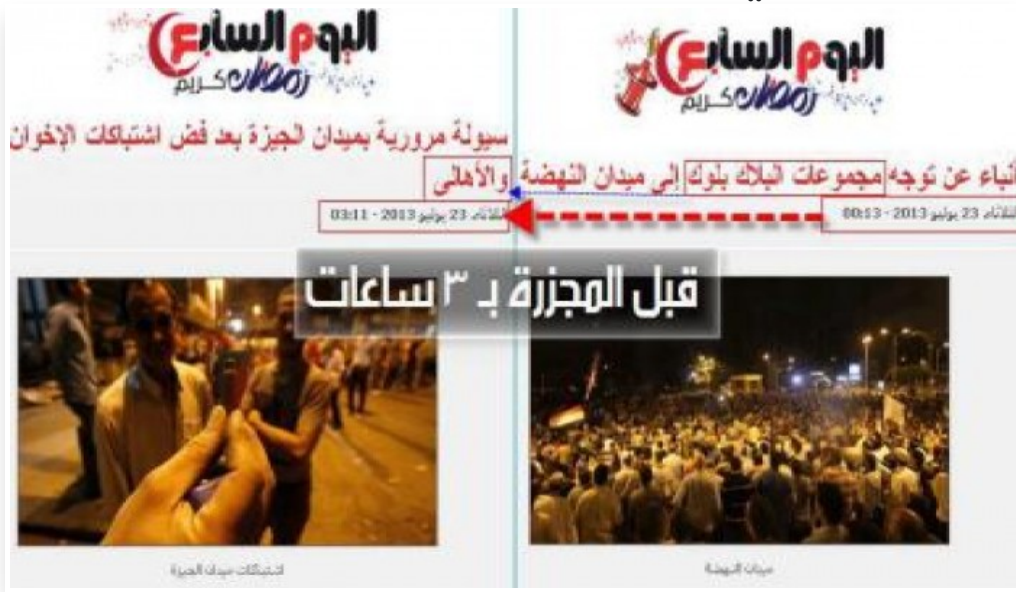 اليوم السابع
رمضان كريم
أنباء عن توجه مجموعات البلاك بلوك إلى ميدان النهضة
الثلاثاء، 23 يوليو 2013 - 00:13
ميدان النهضة
اليوم السابع
رمضان كريم
سيولة مرورية بميدان الجيزة بعد فض اشتباكات الإخوان
والأهالى
الثلاثاء، 23 يوليو 2013 - 03:11
اشتباكات ميدان الجيزة
قبل المجزرة بـ ٣ ساعات